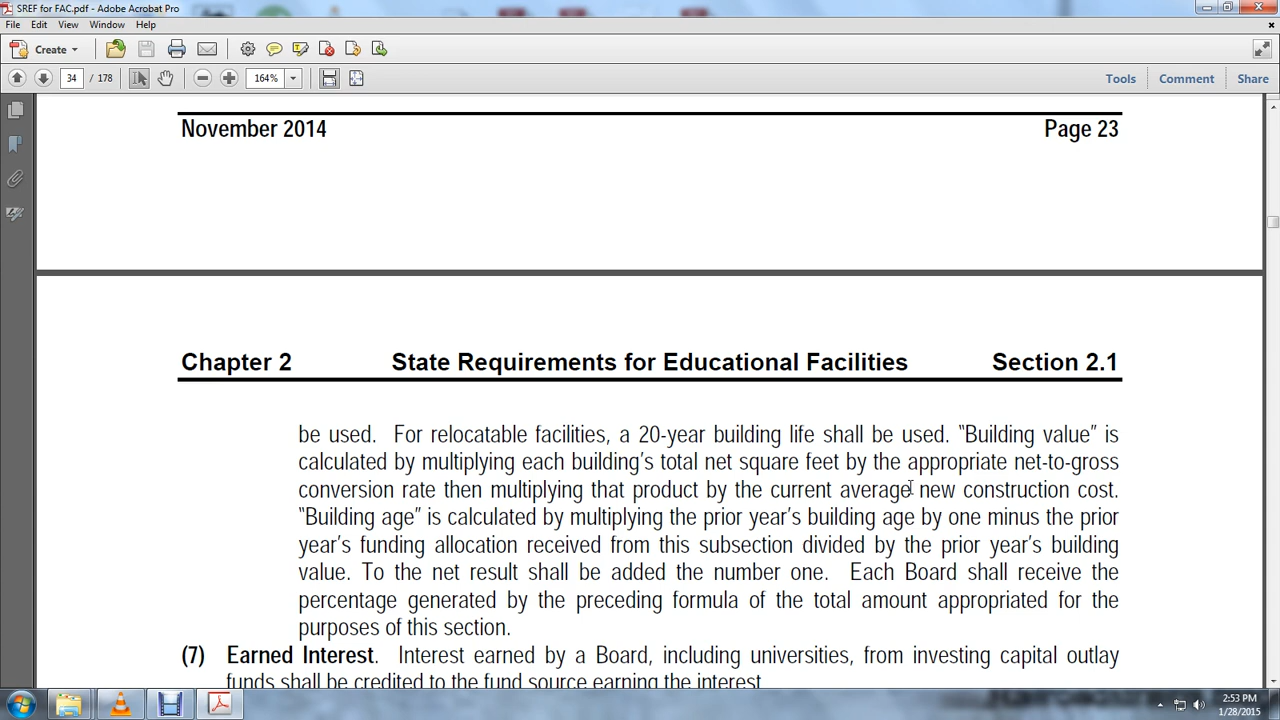 SREF for FAC.pdf - Adobe Acrobat Pro
File Edit View Window Help
Create
34 / 178 164% Tools Comment Share
November 2014 Page 23
Chapter 2 State Requirements for Educational Facilities Section 2.1
be used. For relocatable facilities, a 20-year building life shall be used. “Building value” is
calculated by multiplying each building’s total net square feet by the appropriate net-to-gross
conversion rate then multiplying that product by the current average new construction cost.
“Building age” is calculated by multiplying the prior year’s building age by one minus the prior
year’s funding allocation received from this subsection divided by the prior year’s building
value. To the net result shall be added the number one. Each Board shall receive the
percentage generated by the preceding formula of the total amount appropriated for the
purposes of this section.
(7) Earned Interest. Interest earned by a Board, including universities, from investing capital outlay
funds shall be credited to the fund source earning the interest
2:53 PM
1/28/2015